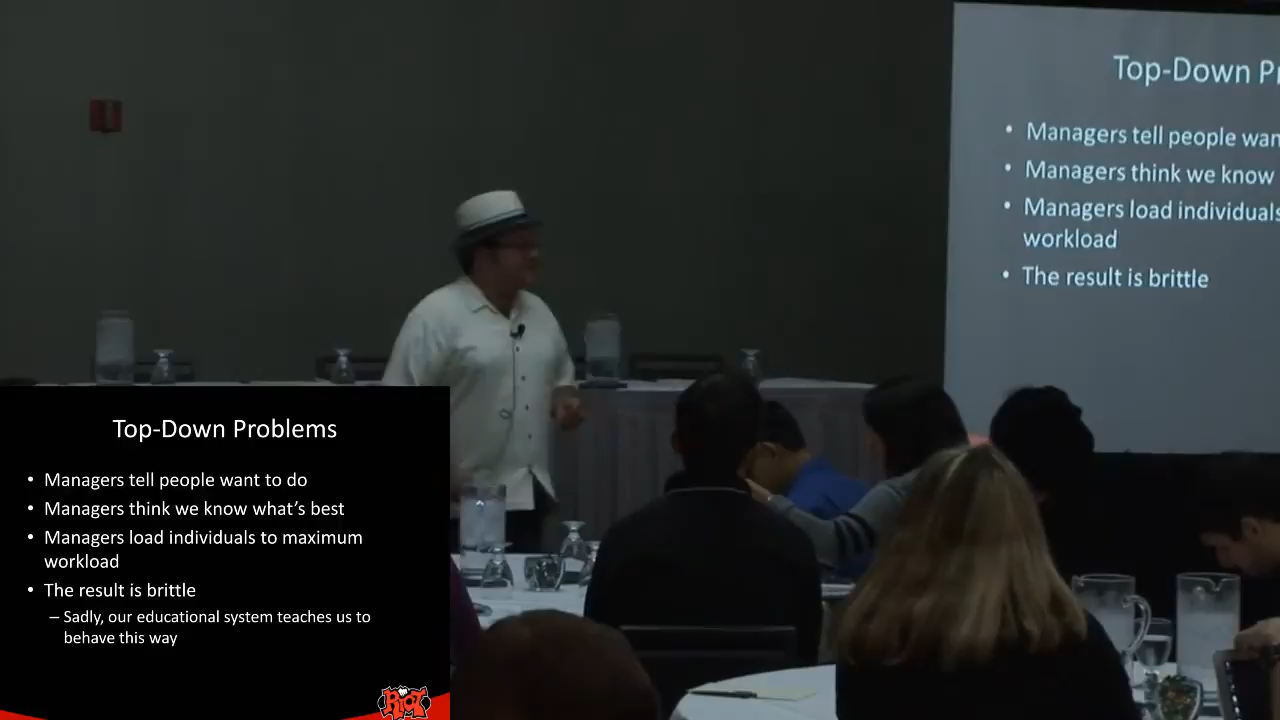 Top-Down P
• Managers tell people wan
• Managers think we know
• Managers load individuals
workload
• The result is brittle
Top-Down Problems
• Managers tell people want to do
• Managers think we know what's best
• Managers load individuals to maximum
workload
• The result is brittle
– Sadly, our educational system teaches us to
behave this way
RIOT